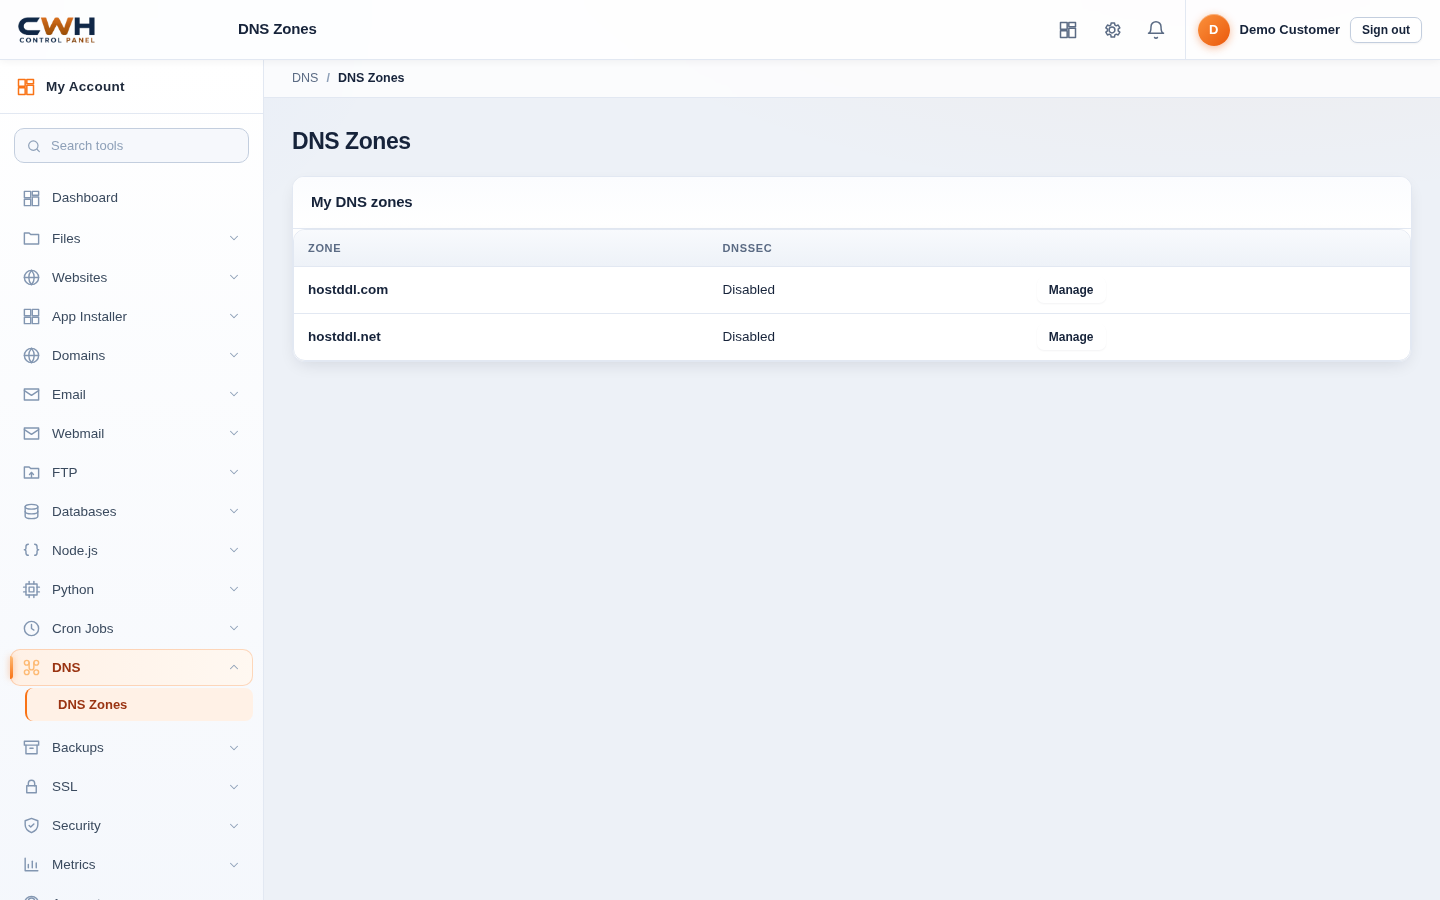 CWH
CONTROL PANEL
DNS Zones
D
Demo Customer
Sign out
My Account
DNS / DNS Zones
Search tools
DNS Zones
Dashboard
Files
Websites
App Installer
Domains
Email
Webmail
FTP
Databases
Node.js
Python
Cron Jobs
DNS
DNS Zones
Backups
SSL
Security
Metrics
My DNS zones
ZONE DNSSEC
hostddl.com Disabled Manage
hostddl.net Disabled Manage